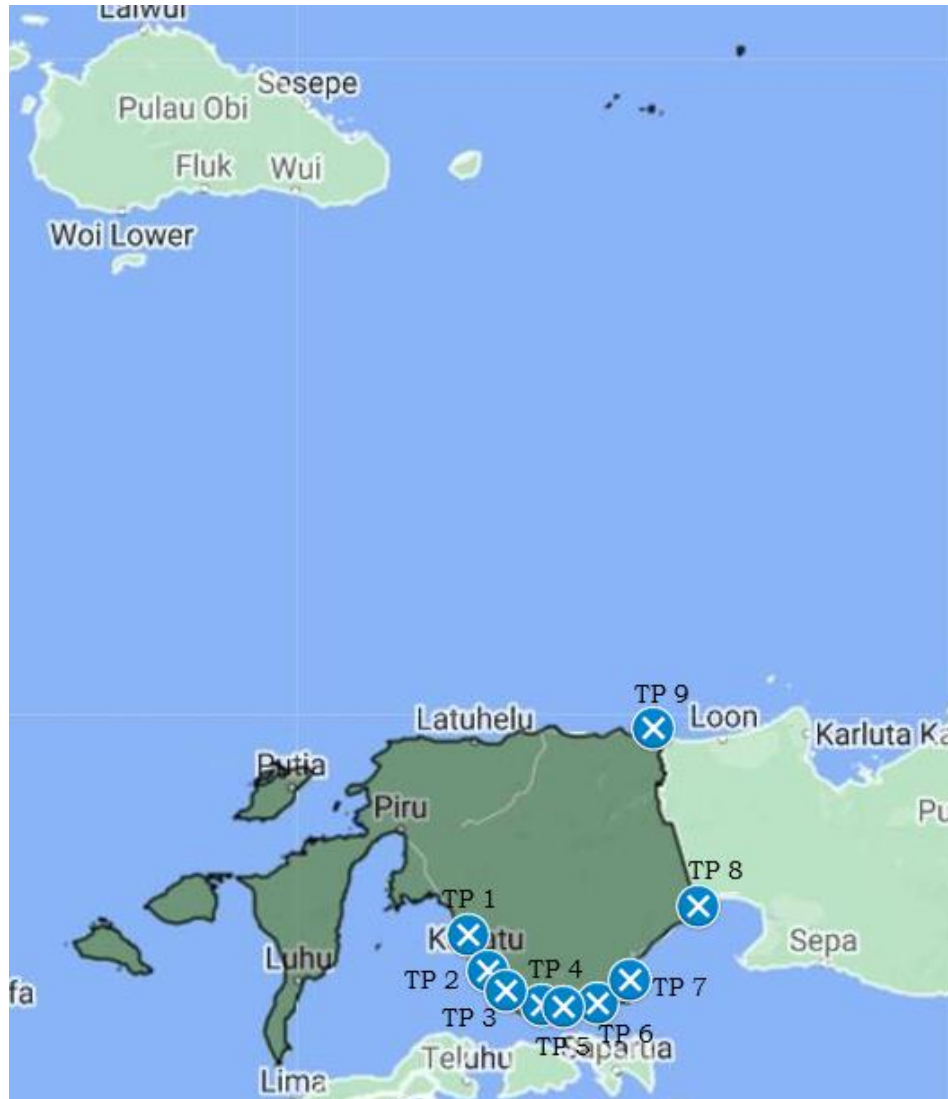 Laiwui
Sesepe
Pulau Obi
Fluk
Wui
Woi Lower
TP 9
Latuhelu
Loon
Karluta Ka
Putia
Piru
Pu
TP 8
TP 1
Luhu
TP 2
TP 4
Sepa
TP 7
fa
TP 3
TP 5
TP 6
Teluhu
Lima